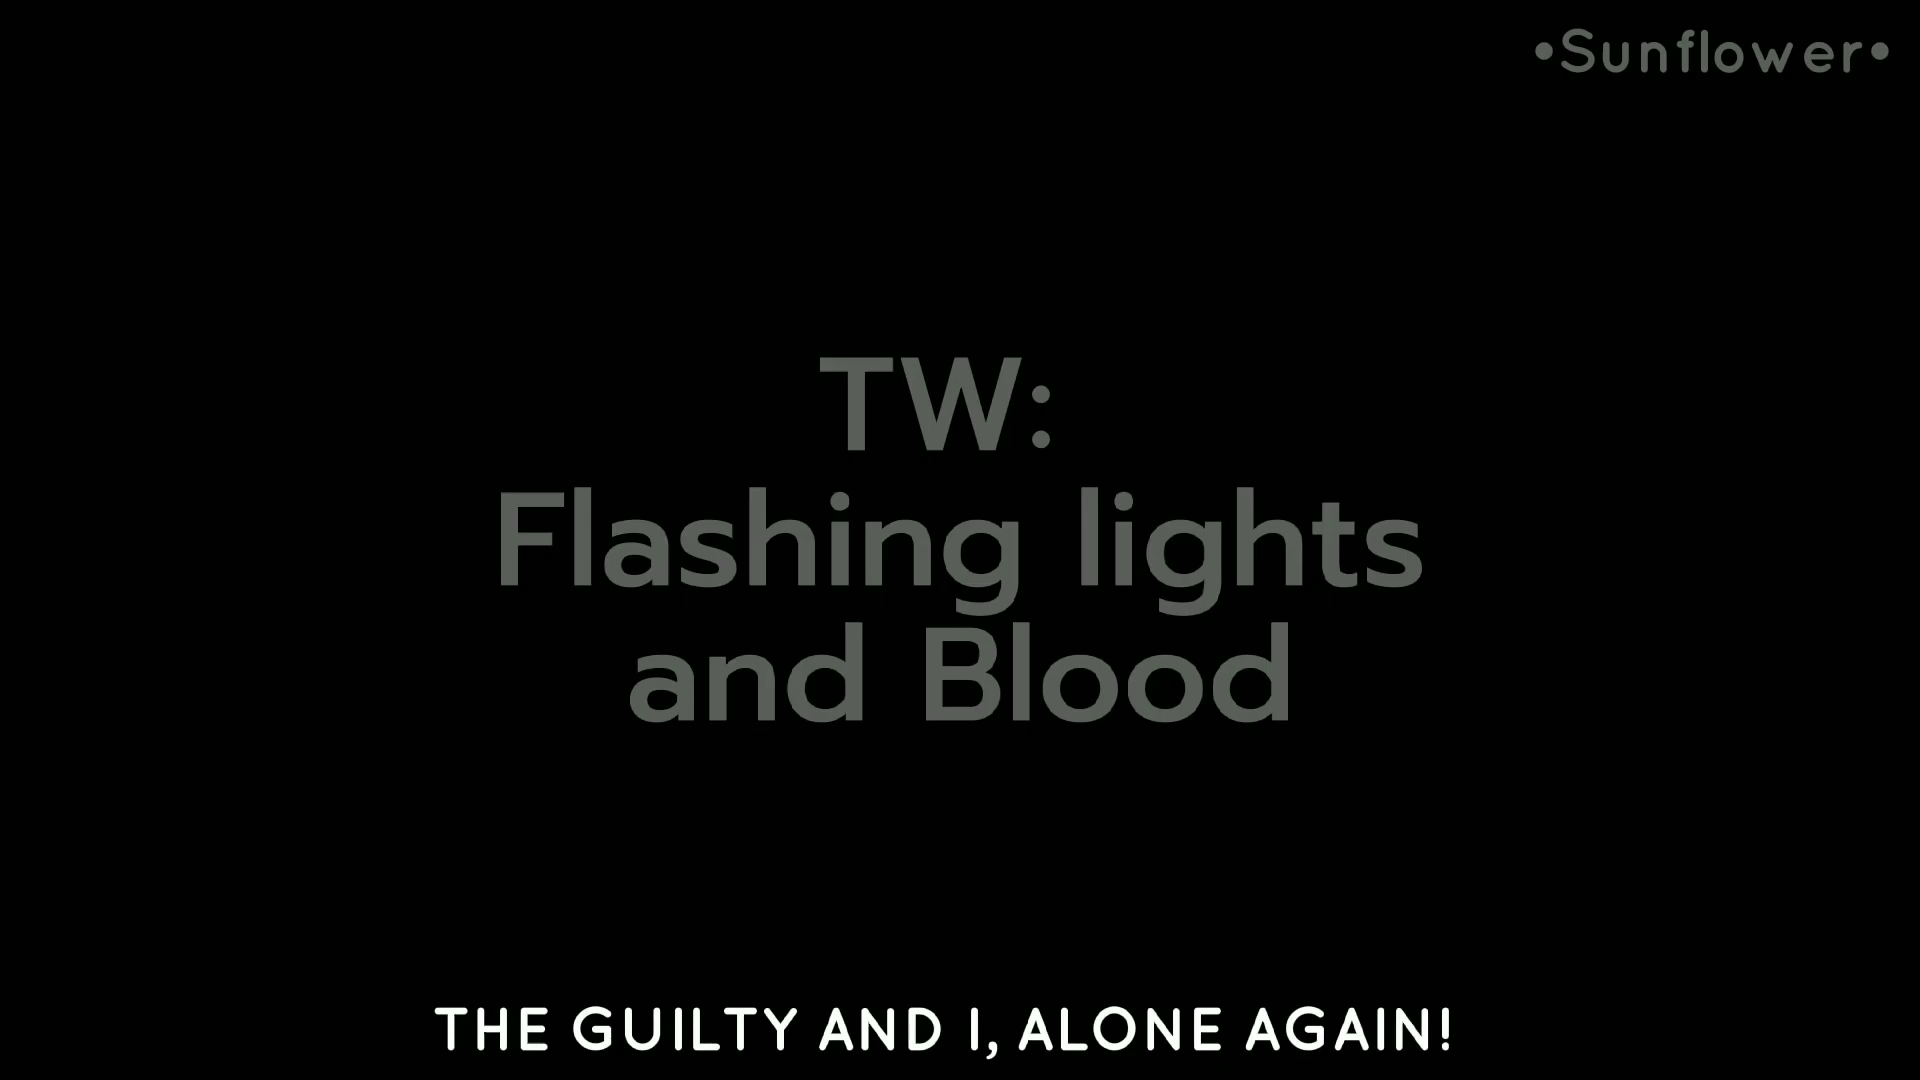 •Sunflower•
TW:
Flashing lights
and Blood
THE GUILTY AND I, ALONE AGAIN!